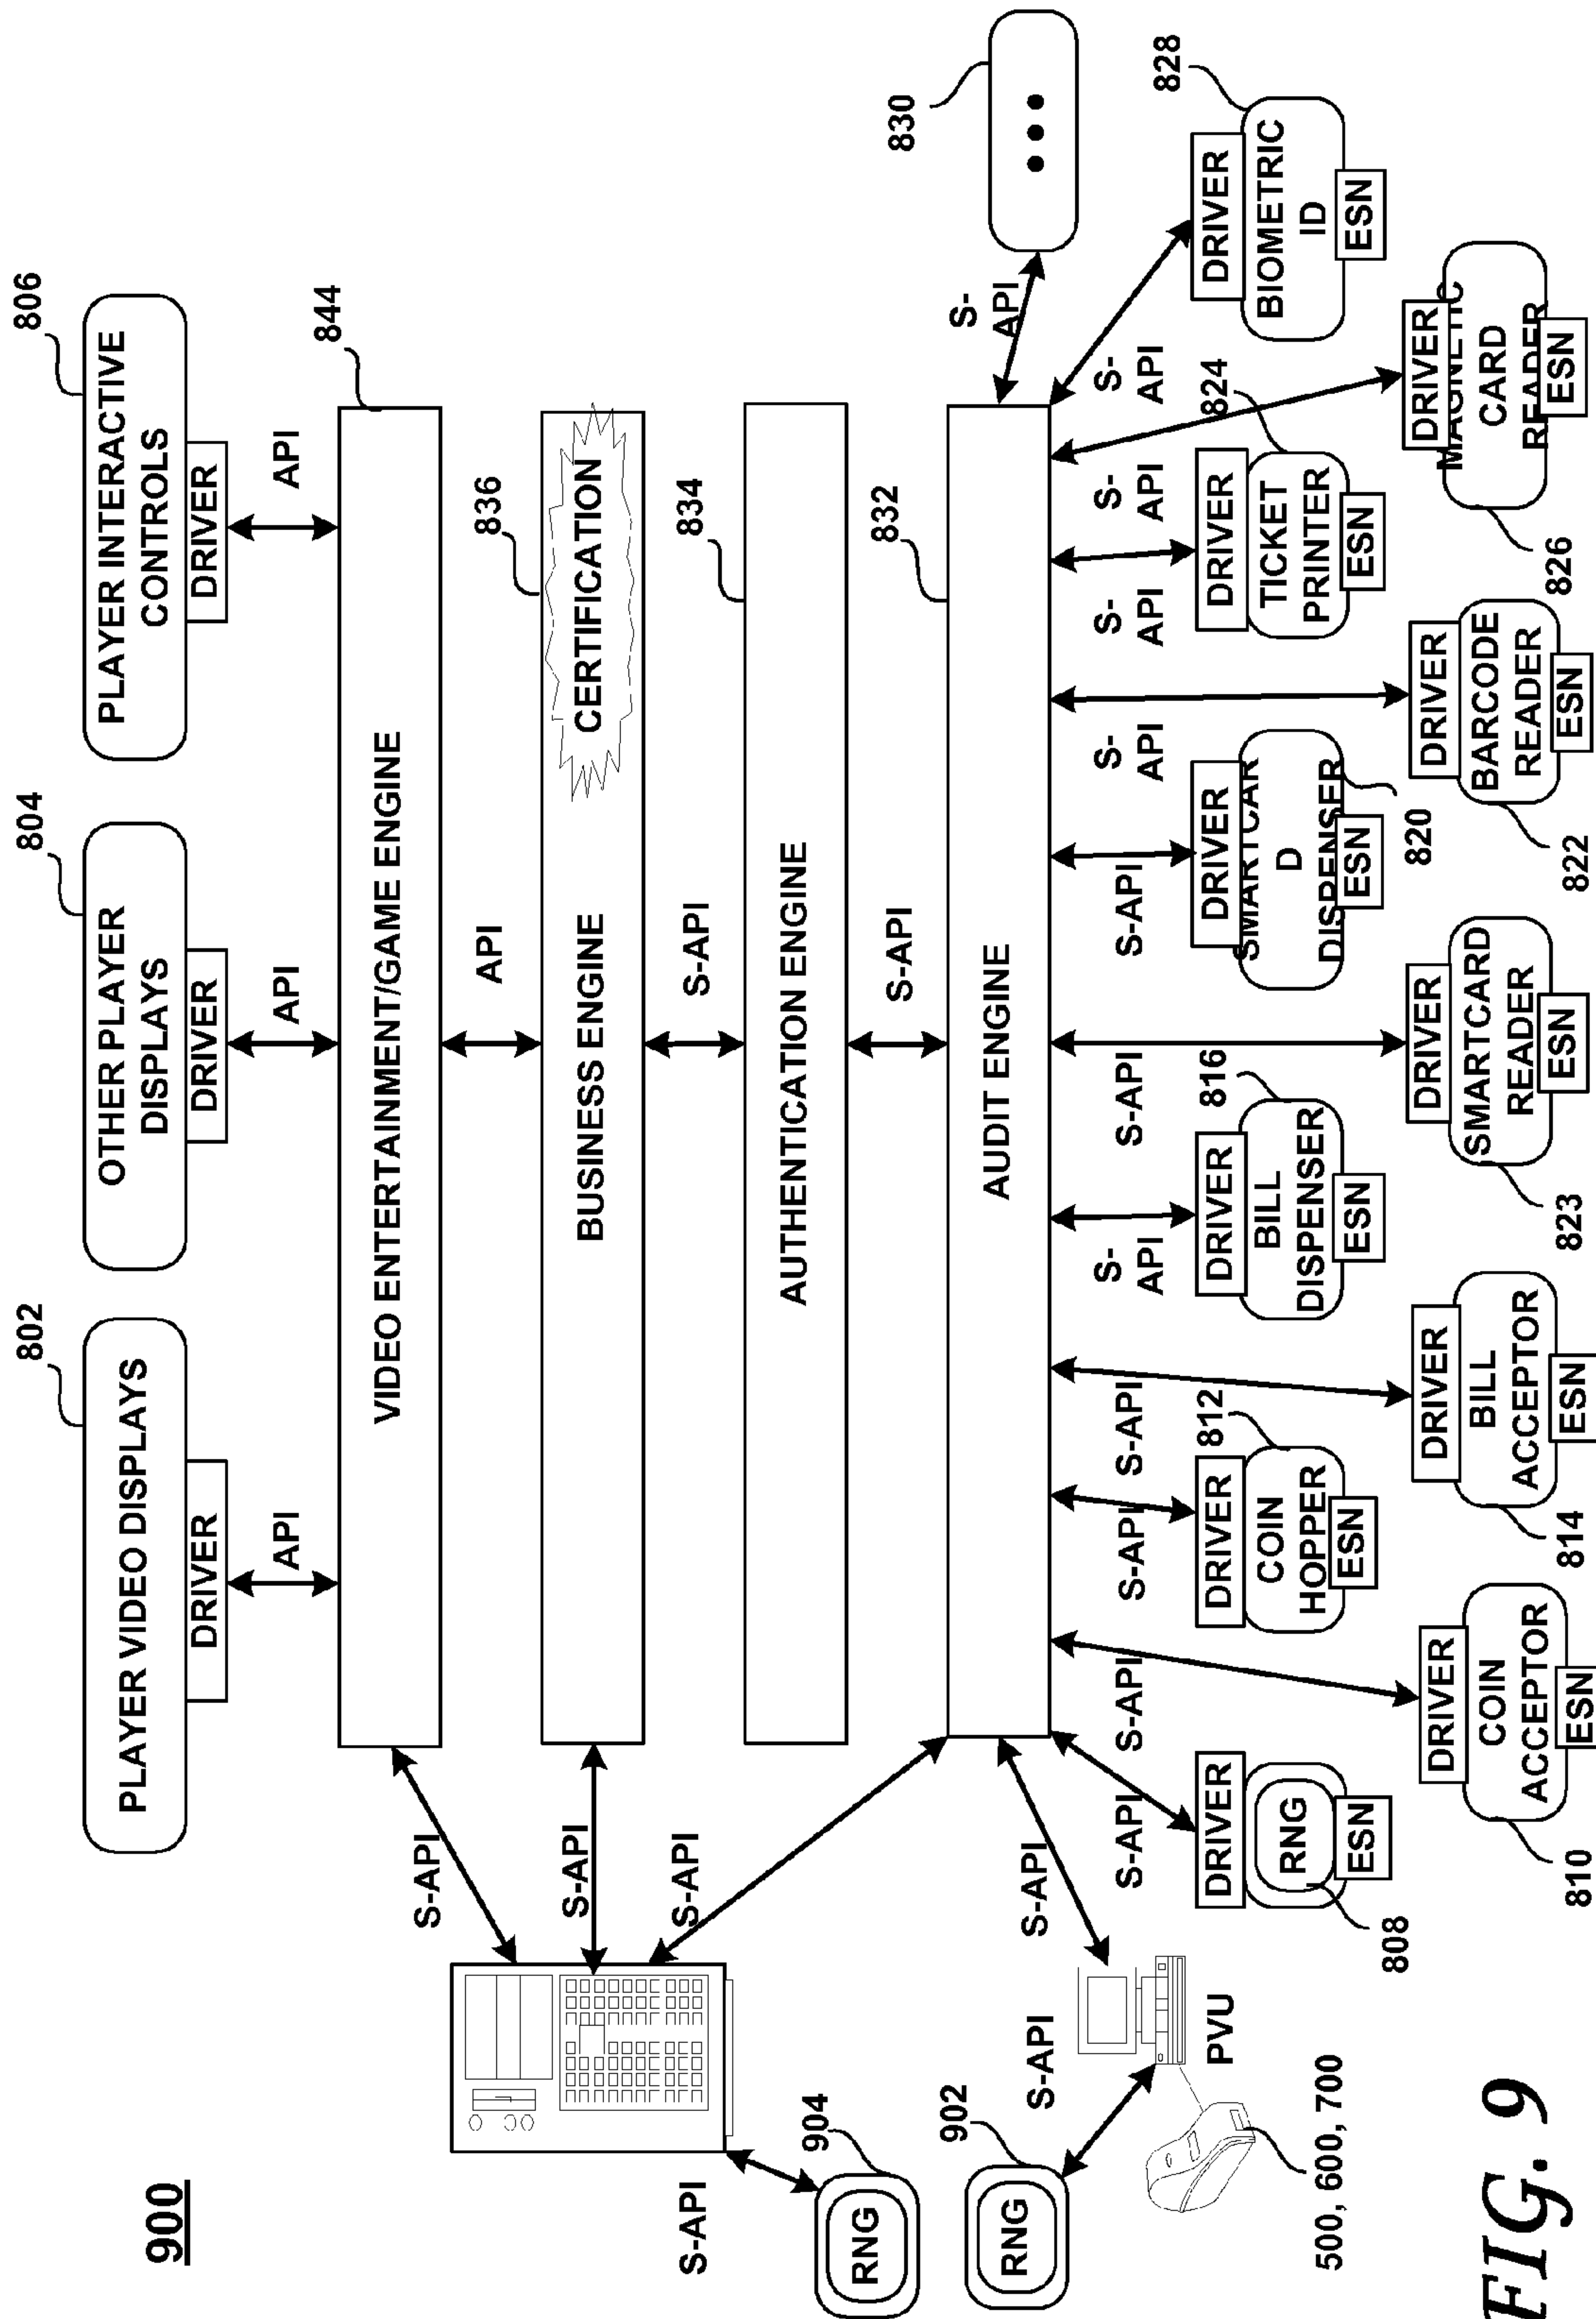 900
802
804
806
PLAYER VIDEO DISPLAYS
OTHER PLAYER
DISPLAYS
PLAYER INTERACTIVE
CONTROLS
DRIVER
DRIVER
DRIVER
API
API
API
844
VIDEO ENTERTAINMENT/GAME ENGINE
S-API
API
836
S-API
BUSINESS ENGINE
CERTIFICATION
S-API
S-API
834
AUTHENTICATION ENGINE
S-API
S-API
904
RNG
832
AUDIT ENGINE
830
S-
API
902
RNG
S-API
S-API
PVU
500, 600, 700
S-API
S-API
S-API
S-API
S-
API
S-API
S-API
S-
API
S-
API
S-
API
S-
API
DRIVER
RNG
ESN
808
812
DRIVER
COIN
HOPPER
ESN
816
DRIVER
BILL
DISPENSER
ESN
DRIVER
SMARTCAR
D
DISPENSER
ESN
820
824
DRIVER
TICKET
PRINTER
ESN
828
DRIVER
BIOMETRIC
ID
ESN
DRIVER
COIN
ACCEPTOR
ESN
810
DRIVER
BILL
ACCEPTOR
ESN
814
DRIVER
SMARTCARD
READER
ESN
823
DRIVER
BARCODE
READER
ESN
822
DRIVER
MAGNETIC
CARD
READER
ESN
826
FIG. 9